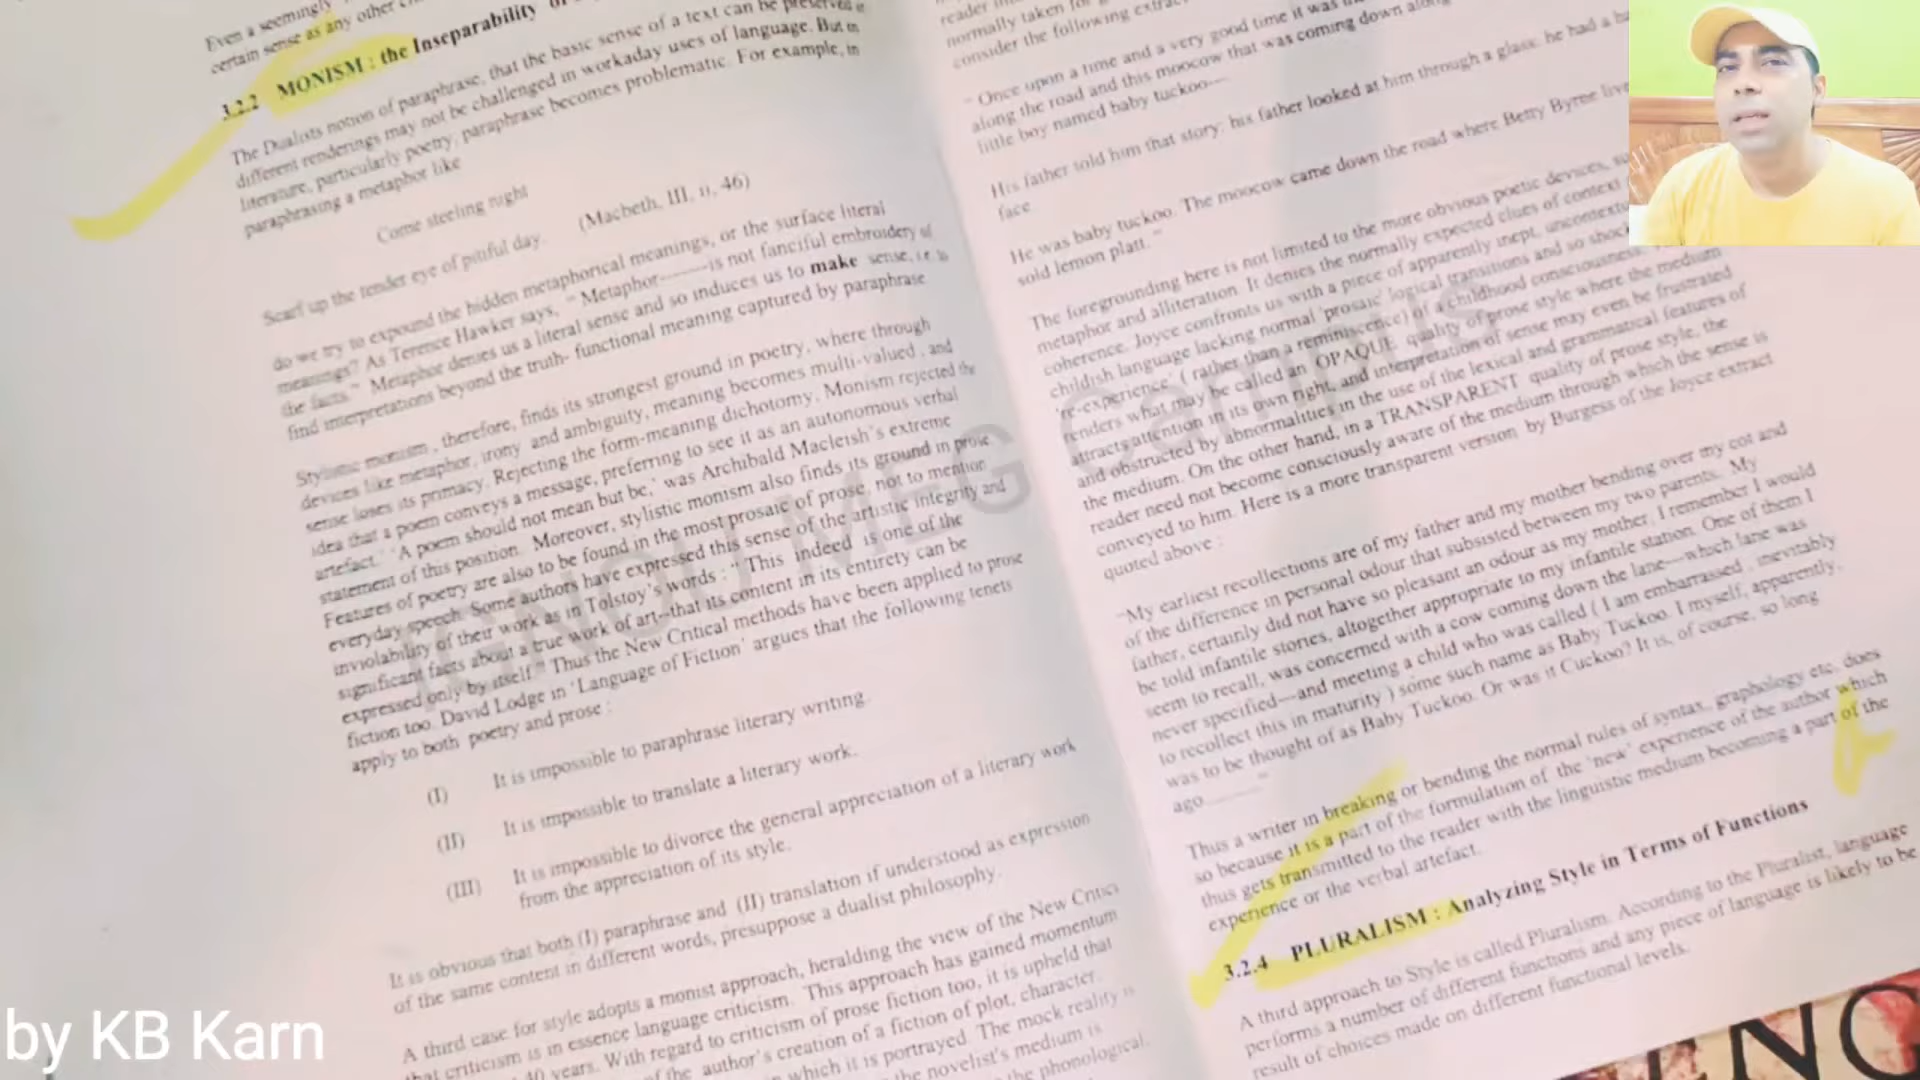 Even a seemingly
certain sense as any other
3.2.2 MONISM : the Inseparability of
The Dualists notion of paraphrase, that the basic sense of a text can be preserved in
different renderings may not be challenged in workaday uses of language. But in
literature, particularly poetry, paraphrase becomes problematic. For example, in
paraphrasing a metaphor like
Come steeling night
Scarf up the tender eye of pitiful day. (Macbeth, III, ii, 46)
do we try to expound the hidden metaphorical meanings, or the surface literal
meanings? As Terence Hawker says, " Metaphor--------is not fanciful embroidery of
the facts." Metaphor denies us a literal sense and so induces us to make sense, i.e. to
find interpretations beyond the truth- functional meaning captured by paraphrase
Stylistic monism , therefore, finds its strongest ground in poetry, where through
devices like metaphor, irony and ambiguity, meaning becomes multi-valued , and
sense loses its primacy. Rejecting the form-meaning dichotomy, Monism rejected the
idea that a poem conveys a message, preferring to see it as an autonomous verbal
artefact. ' A poem should not mean but be,' was Archibald Macleish's extreme
statement of this position. Moreover, stylistic monism also finds its ground in prose
Features of poetry are also to be found in the most prosaic of prose, not to mention
everyday speech. Some authors have expressed this sense of the artistic integrity and
inviolability of their work as in Tolstoy's words : " This indeed is one of the
significant facts about a true work of art--that its content in its entirety can be
expressed only by itself." Thus the New Critical methods have been applied to prose
fiction too. David Lodge in 'Language of Fiction' argues that the following tenets
apply to both poetry and prose :
(I) It is impossible to paraphrase literary writing.
(II) It is impossible to translate a literary work.
(III) It is impossible to divorce the general appreciation of a literary work
from the appreciation of its style.
It is obvious that both (I) paraphrase and (II) translation if understood as expression
of the same content in different words, presuppose a dualist philosophy.
A third case for style adopts a monist approach, heralding the view of the New Critics
that criticism is in essence language criticism. This approach has gained momentum
40 years. With regard to criticism of prose fiction too, it is upheld that
the author's creation of a fiction of plot, character,
which it is portrayed. The mock reality is
the novelist's medium is
the phonological,
reader
normally taken for
consider the following extract
" Once upon a time and a very good time it was
along the road and this moocow that was coming down along
little boy named baby tuckoo----
His father told him that story: his father looked at him through a glass: he had a
face
He was baby tuckoo. The moocow came down the road where Betty Byrne
sold lemon platt. "
The foregrounding here is not limited to the more obvious poetic devices,
metaphor and alliteration. It denies the normally expected clues of context
coherence. Joyce confronts us with a piece of apparently inept,
childish language lacking normal 'prosaic' logical transitions and so
're-experience' ( rather than a reminiscence) of a childhood consciousness.
renders what may be called an OPAQUE quality of prose style where the medium
attracts attention in its own right, and interpretation of sense may even be frustrated
and obstructed by abnormalities in the use of the lexical and grammatical features of
the medium. On the other hand, in a TRANSPARENT quality of prose style, the
reader need not become consciously aware of the medium through which the sense is
conveyed to him. Here is a more transparent version by Burgess of the Joyce extract
quoted above :
"My earliest recollections are of my father and my mother bending over my cot and
of the difference in personal odour that subsisted between my two parents. My
father, certainly did not have so pleasant an odour as my mother. I remember I would
be told infantile stories, altogether appropriate to my infantile station. One of them I
seem to recall, was concerned with a cow coming down the lane—which lane was
never specified—and meeting a child who was called ( I am embarrassed , inevitably
to recollect this in maturity ) some such name as Baby Tuckoo. I myself, apparently,
was to be thought of as Baby Tuckoo. Or was it Cuckoo? It is, of course, so long
ago-------- "
Thus a writer in breaking or bending the normal rules of syntax, graphology etc. does
so because it is a part of the formulation of the 'new' experience of the author which
thus gets transmitted to the reader with the linguistic medium becoming a part of the
experience or the verbal artefact.
3.2.4 PLURALISM : Analyzing Style in Terms of Functions
A third approach to Style is called Pluralism. According to the Pluralist, language
performs a number of different functions and any piece of language is likely to be
result of choices made on different functional levels.
IGNOU MEG Campus
by KB Karn